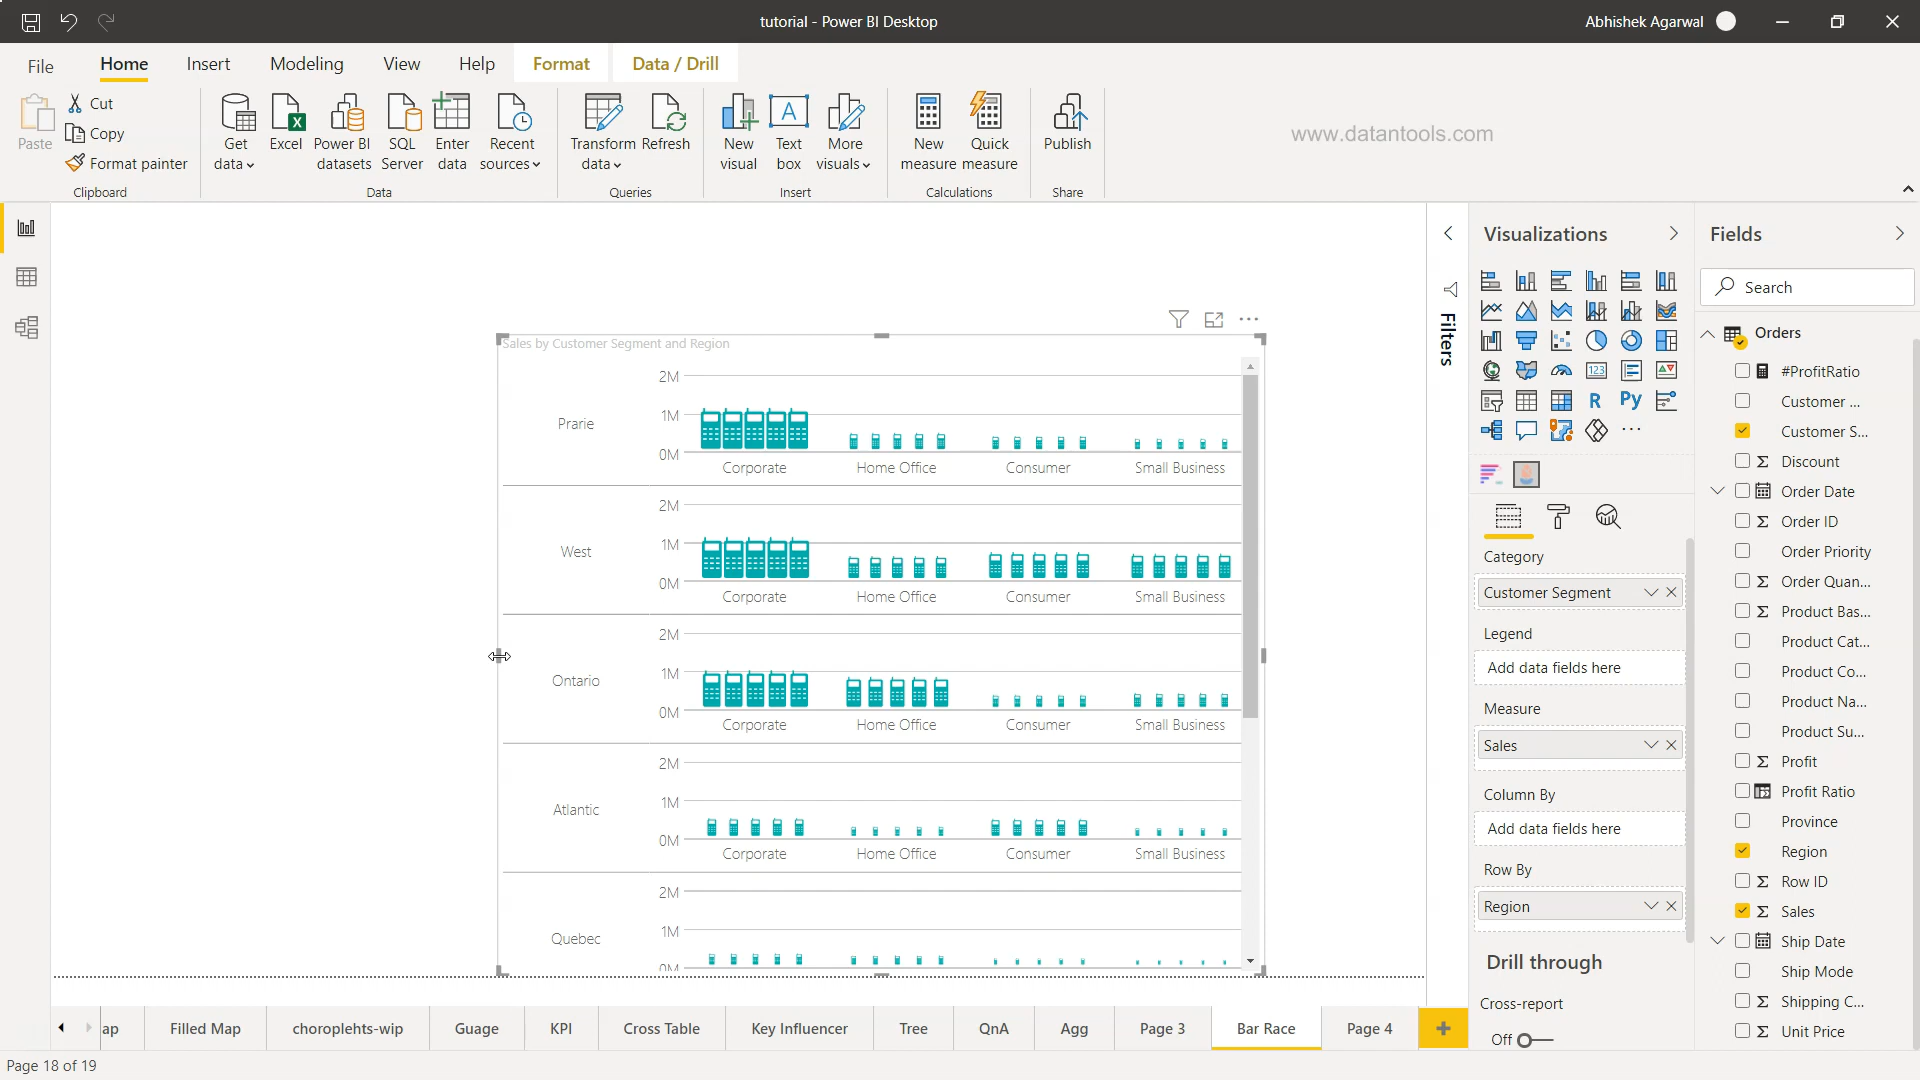 tutorial - Power BI Desktop
Abhishek Agarwal
File
Home
Insert
Modeling
View
Help
Format
Data / Drill
Paste
Cut
Copy
Format painter
Clipboard
Get data
Excel
Power BI datasets
SQL Server
Enter data
Recent sources
Data
Transform data
Refresh
Queries
New visual
Text box
More visuals
Insert
New measure
Quick measure
Calculations
Publish
Share
www.datantools.com
Filters
Sales by Customer Segment and Region
Prarie
2M
1M
0M
Corporate
Home Office
Consumer
Small Business
West
2M
1M
0M
Corporate
Home Office
Consumer
Small Business
Ontario
2M
1M
0M
Corporate
Home Office
Consumer
Small Business
Atlantic
2M
1M
0M
Corporate
Home Office
Consumer
Small Business
Quebec
2M
1M
0M
Visualizations
123
R
Py
Category
Customer Segment
Legend
Add data fields here
Measure
Sales
Column By
Add data fields here
Row By
Region
Drill through
Cross-report
Off
Fields
Search
Orders
#ProfitRatio
Customer ...
Customer S...
Discount
Order Date
Order ID
Order Priority
Order Quan...
Product Bas...
Product Cat...
Product Co...
Product Na...
Product Su...
Profit
Profit Ratio
Province
Region
Row ID
Sales
Ship Date
Ship Mode
Shipping C...
Unit Price
ap
Filled Map
choroplehts-wip
Guage
KPI
Cross Table
Key Influencer
Tree
QnA
Agg
Page 3
Bar Race
Page 4
Page 18 of 19